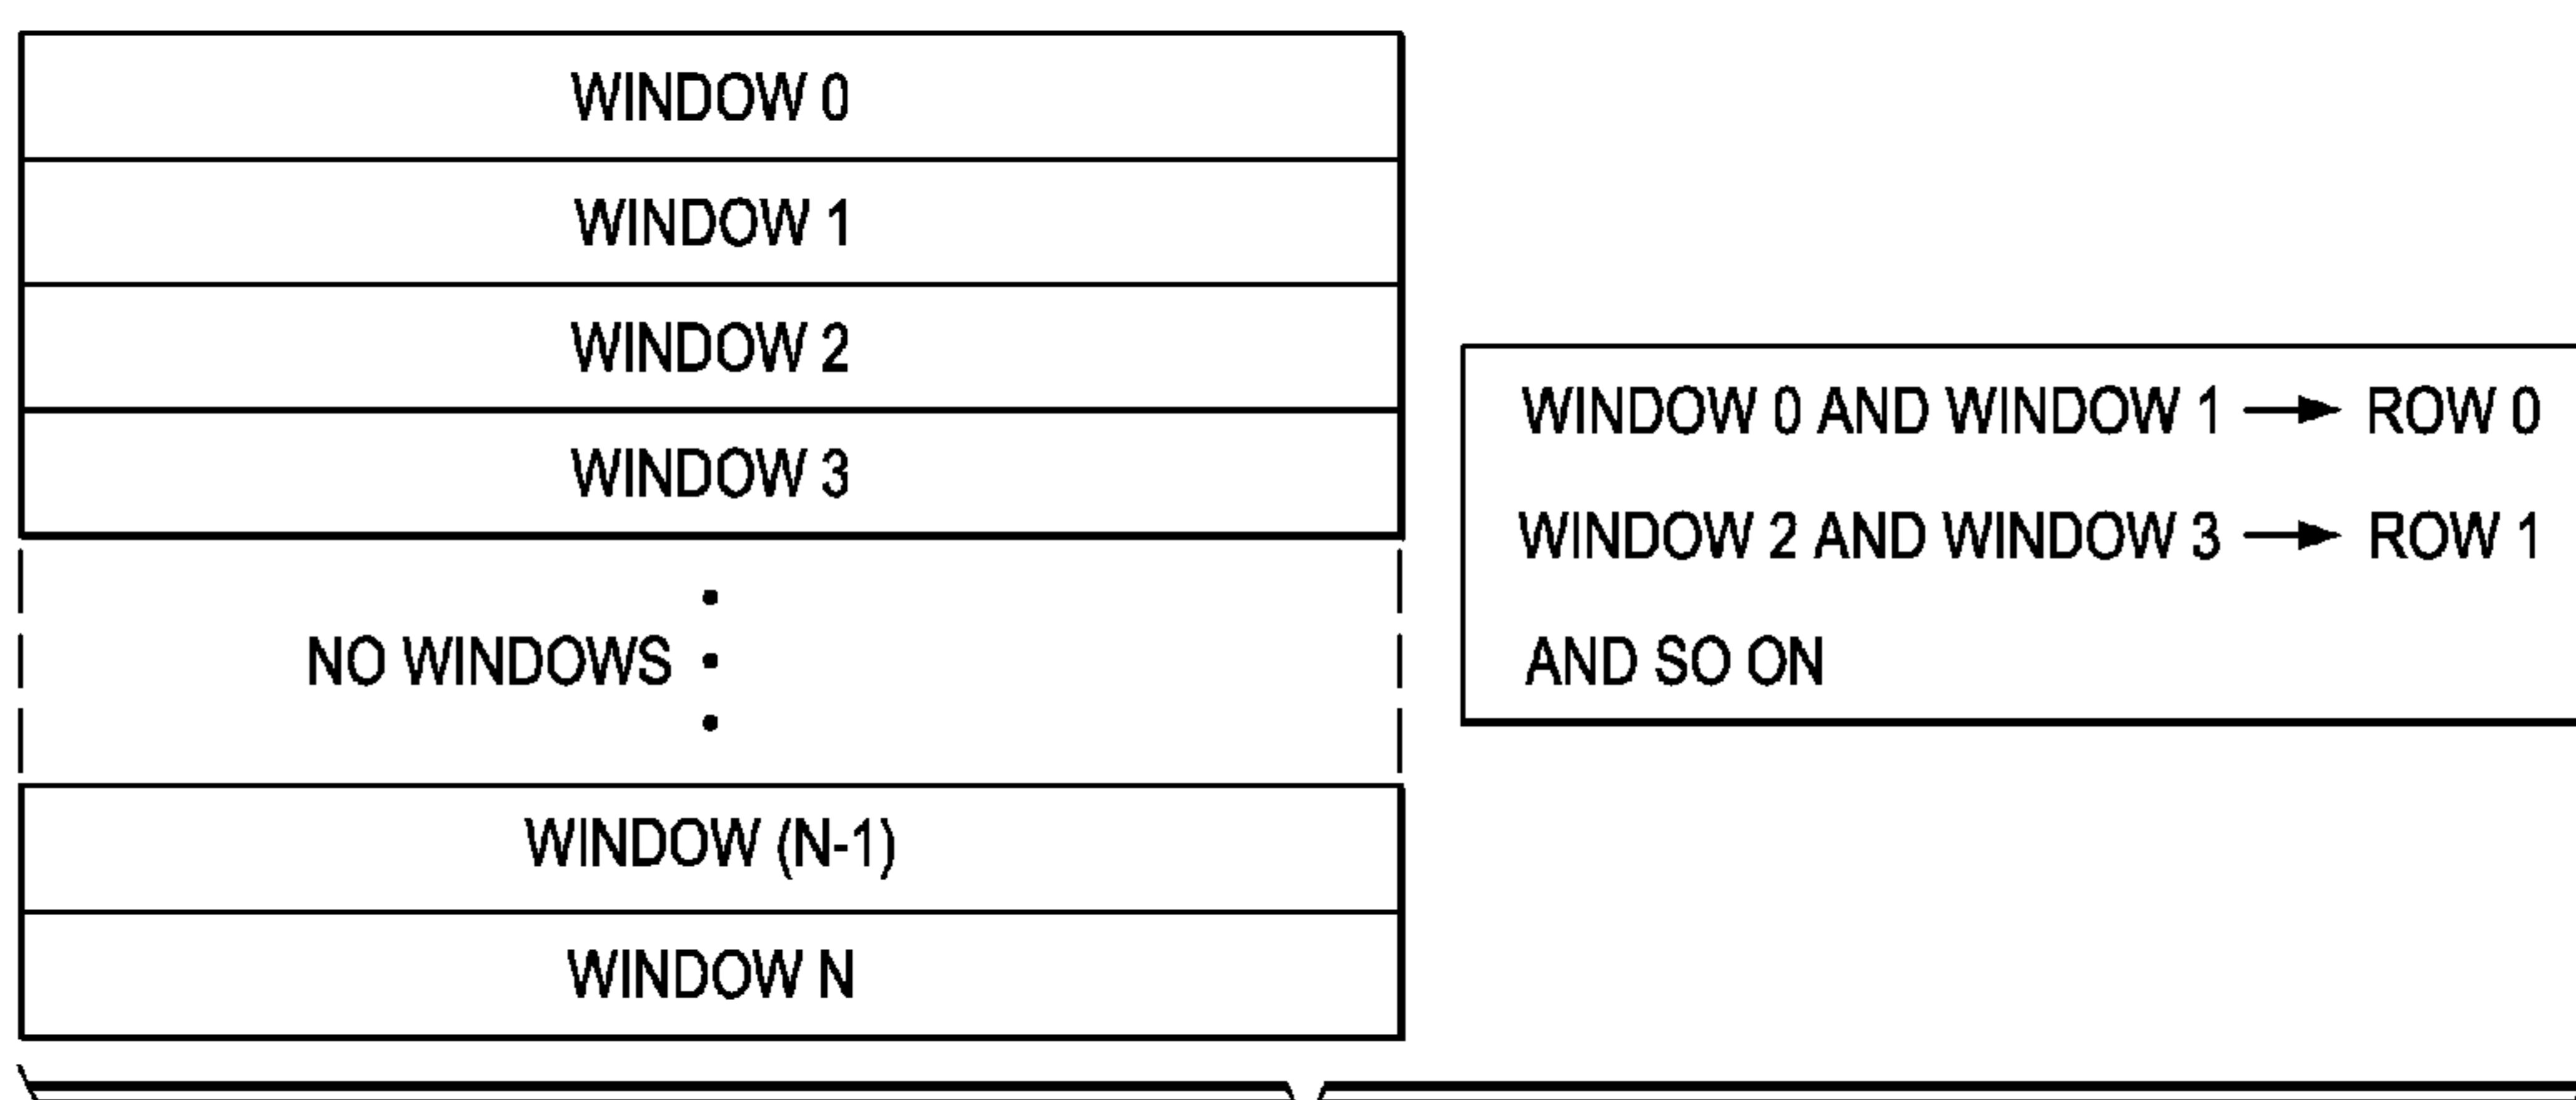 WINDOW 0
WINDOW 1
WINDOW 2
WINDOW 3
NO WINDOWS
WINDOW (N-1)
WINDOW N
WINDOW 0 AND WINDOW 1 → ROW 0
WINDOW 2 AND WINDOW 3 → ROW 1
AND SO ON